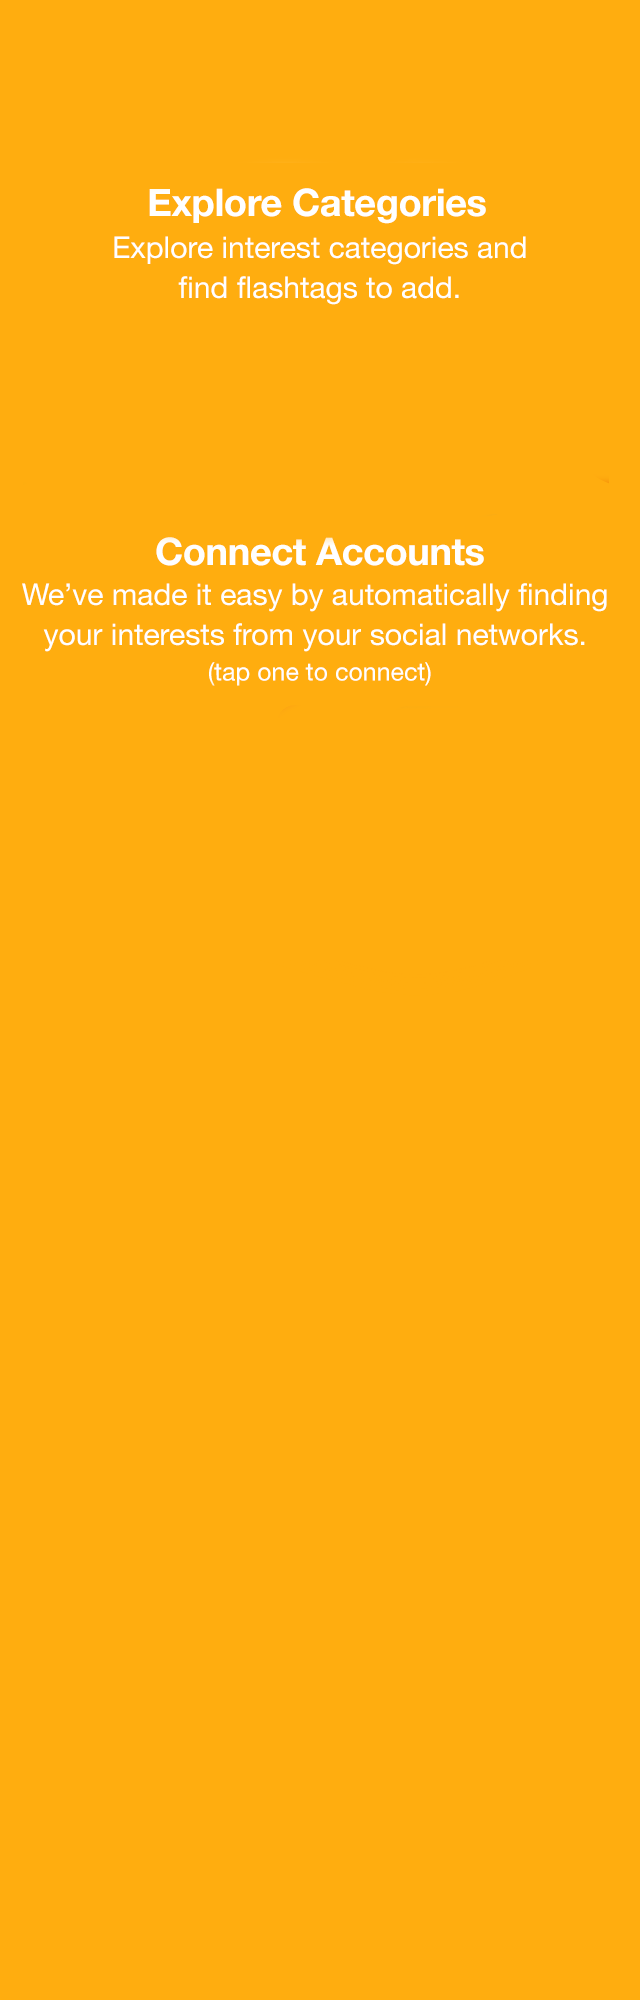 Explore Categories
Explore interest categories and
find flashtags to add.
Connect Accounts
We’ve made it easy by automatically finding
your interests from your social networks.
(tap one to connect)